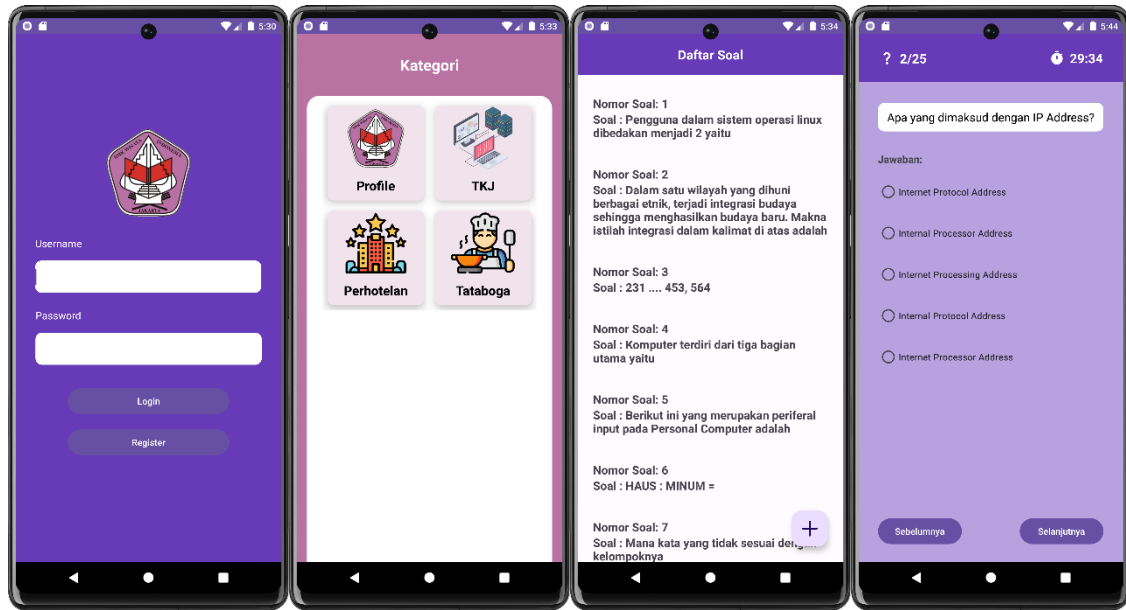 5:30
Username
Password
Login
Register
5:33
Kategori
Profile
TKJ
Perhotelan
Tataboga
5:34
Daftar Soal
Nomor Soal: 1
Soal : Pengguna dalam sistem operasi linux
dibedakan menjadi 2 yaitu
Nomor Soal: 2
Soal : Dalam satu wilayah yang dihuni
berbagai etnik, terjadi integrasi budaya
sehingga menghasilkan budaya baru. Makna
istilah integrasi dalam kalimat di atas adalah
Nomor Soal: 3
Soal : 231 .... 453, 564
Nomor Soal: 4
Soal : Komputer terdiri dari tiga bagian
utama yaitu
Nomor Soal: 5
Soal : Berikut ini yang merupakan periferal
input pada Personal Computer adalah
Nomor Soal: 6
Soal : HAUS : MINUM =
Nomor Soal: 7
Soal : Mana kata yang tidak sesuai dengan
kelompoknya
+
5:44
? 2/25
29:34
Apa yang dimaksud dengan IP Address?
Jawaban:
Internet Protocol Address
Internal Processor Address
Internet Processing Address
Internal Protocol Address
Internet Processor Address
Sebelumnya
Selanjutnya